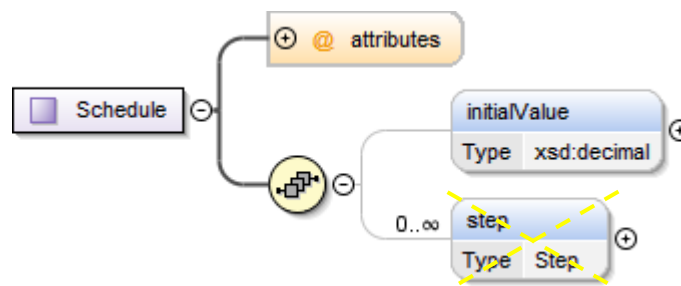 @ attributes
Schedule
initialValue
Type xsd:decimal
0..∞
step
Type Step